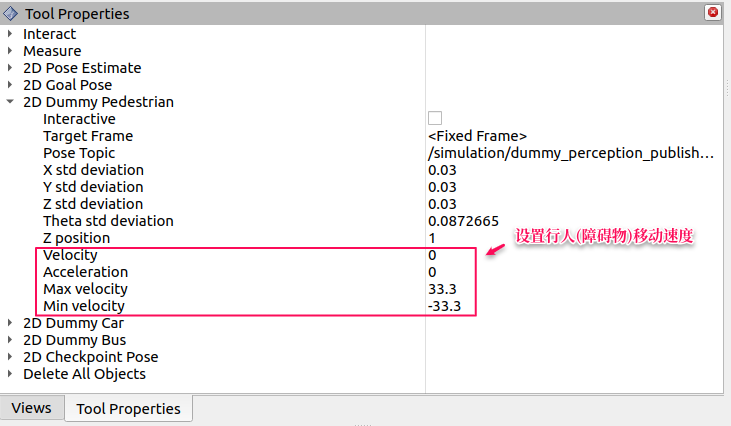 Tool Properties
Interact
Measure
2D Pose Estimate
2D Goal Pose
2D Dummy Pedestrian
Interactive
Target Frame <Fixed Frame>
Pose Topic /simulation/dummy_perception_publish...
X std deviation 0.03
Y std deviation 0.03
Z std deviation 0.03
Theta std deviation 0.0872665
Z position 1
设置行人(障碍物)移动速度
Velocity 0
Acceleration 0
Max velocity 33.3
Min velocity -33.3
2D Dummy Car
2D Dummy Bus
2D Checkpoint Pose
Delete All Objects
Views Tool Properties